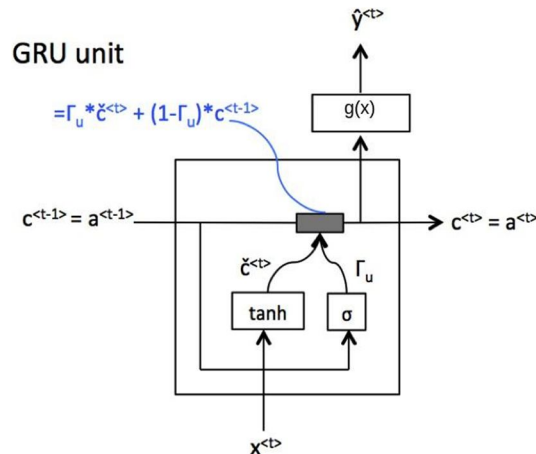 ŷ<t>
GRU unit
=Γu*č<t> + (1-Γu)*c<t-1>
g(x)
c<t-1> = a<t-1>
c<t> = a<t>
č<t>
Γu
tanh
σ
x<t>